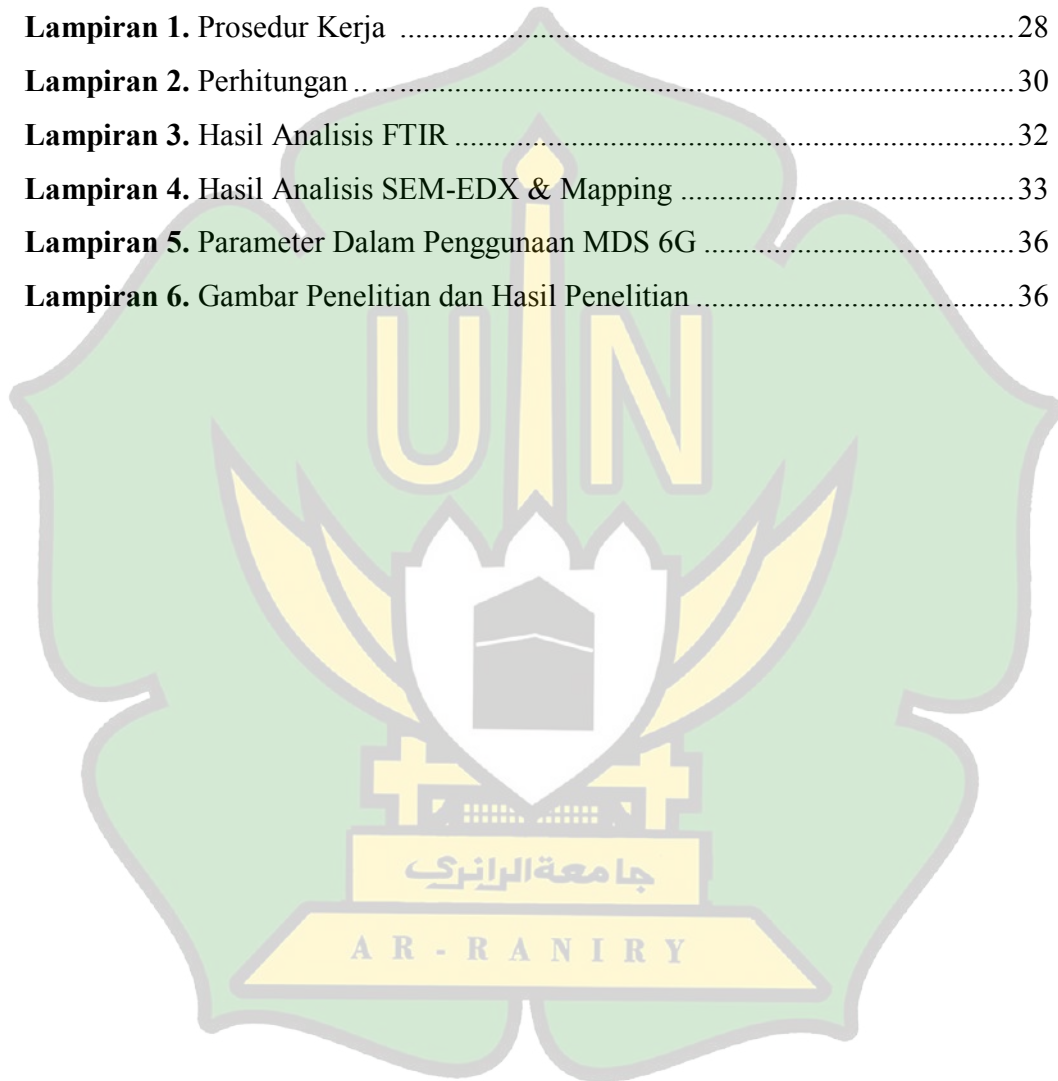 Lampiran 1. Prosedur Kerja ................................................................................ 28
Lampiran 2. Perhitungan .. ................................................................................ 30
Lampiran 3. Hasil Analisis FTIR ........................................................................ 32
Lampiran 4. Hasil Analisis SEM-EDX & Mapping ........................................... 33
Lampiran 5. Parameter Dalam Penggunaan MDS 6G ........................................ 36
Lampiran 6. Gambar Penelitian dan Hasil Penelitian ......................................... 36
U I N
جامعة الرانري
AR-RANIRY